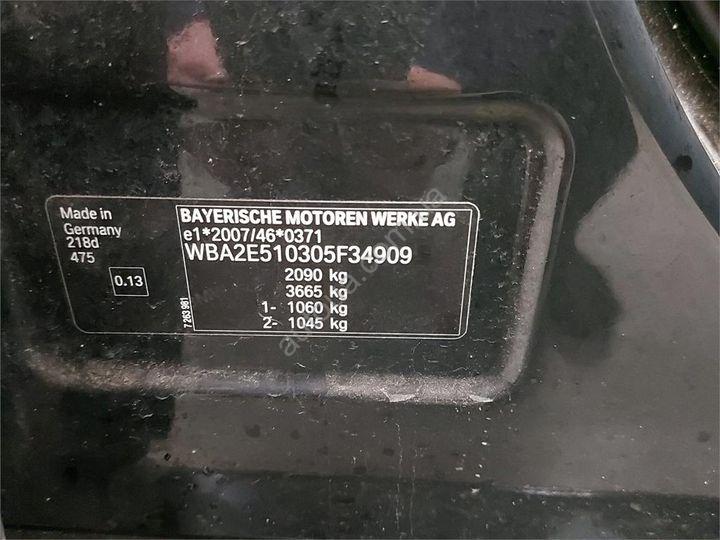 Made in
Germany
218d
475
0.13
BAYERISCHE MOTOREN WERKE AG
e1*2007/46*0371
WBA2E510305F34909
2090 kg
3665 kg
1- 1060 kg
2- 1045 kg
7 263 961